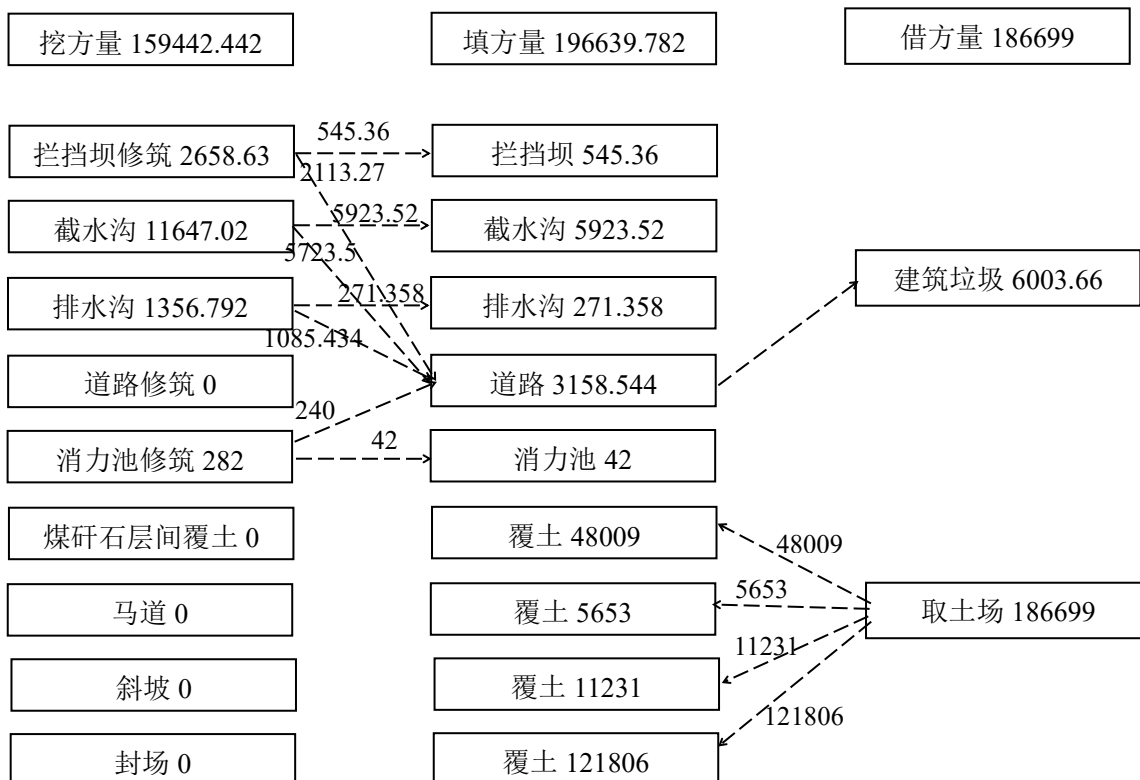 挖方量 159442.442
填方量 196639.782
借方量 186699
拦挡坝修筑 2658.63
545.36
拦挡坝 545.36
2113.27
截水沟 11647.02
5923.52
截水沟 5923.52
5723.5
建筑垃圾 6003.66
排水沟 1356.792
271.358
排水沟 271.358
1085.434
道路修筑 0
道路 3158.544
240
消力池修筑 282
42
消力池 42
煤矸石层间覆土 0
覆土 48009
48009
马道 0
覆土 5653
5653
取土场 186699
斜坡 0
覆土 11231
11231
121806
封场 0
覆土 121806